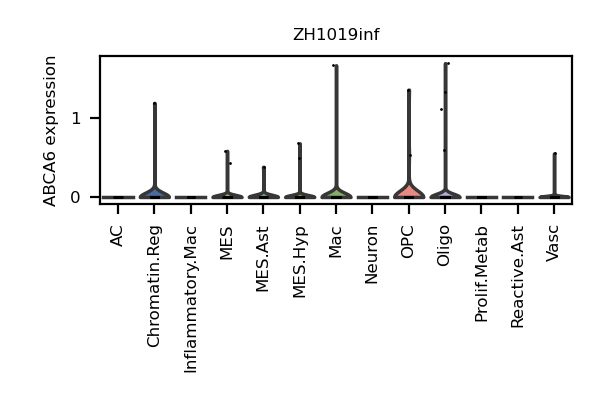 ZH1019inf
ABCA6 expression
1
0
AC
Chromatin.Reg
Inflammatory.Mac
MES
MES.Ast
MES.Hyp
Mac
Neuron
OPC
Oligo
Prolif.Metab
Reactive.Ast
Vasc